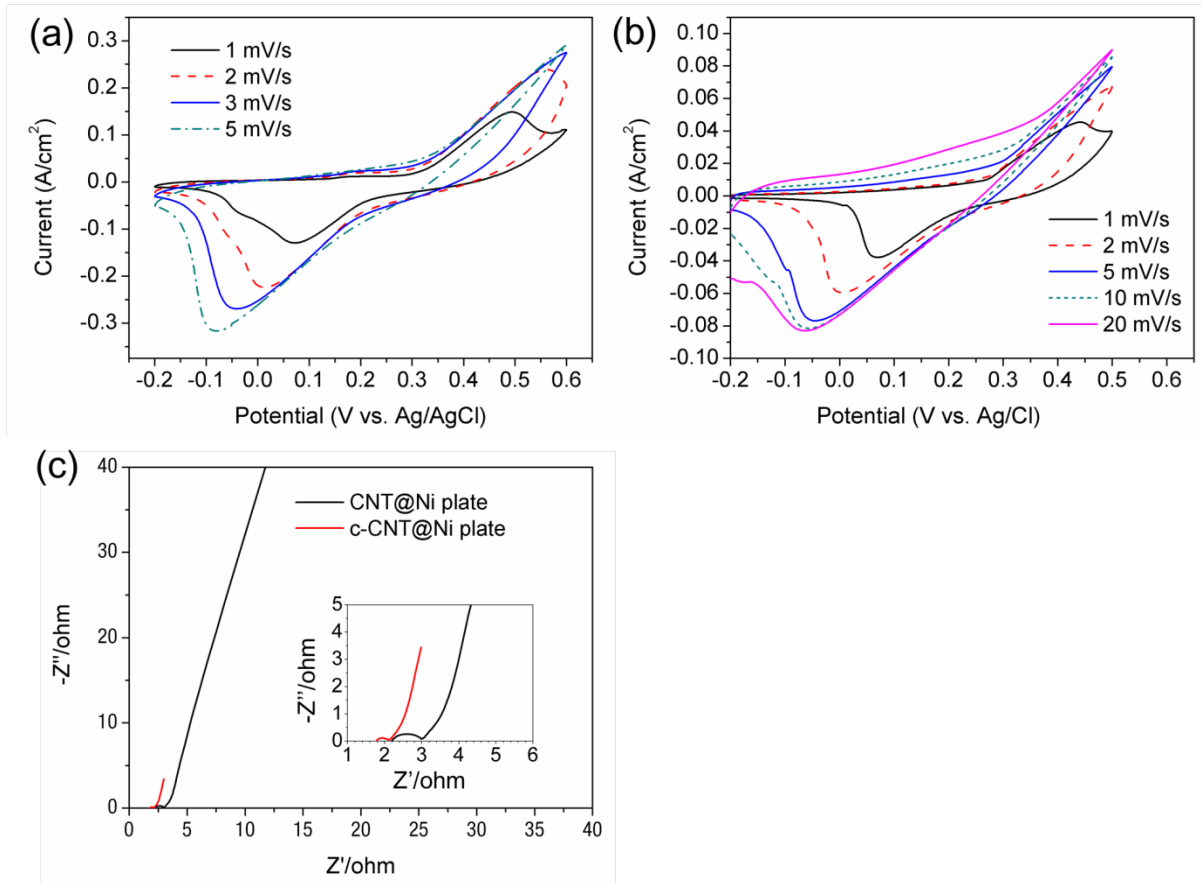 (a)
0.3
0.2
0.1
0.0
-0.1
-0.2
-0.3
Current (A/cm²)
1 mV/s
2 mV/s
3 mV/s
5 mV/s
-0.2 -0.1 0.0 0.1 0.2 0.3 0.4 0.5 0.6
Potential (V vs. Ag/AgCl)
(b)
0.10
0.08
0.06
0.04
0.02
0.00
-0.02
-0.04
-0.06
-0.08
-0.10
Current (A/cm²)
1 mV/s
2 mV/s
5 mV/s
10 mV/s
20 mV/s
-0.2 -0.1 0.0 0.1 0.2 0.3 0.4 0.5 0.6
Potential (V vs. Ag/Cl)
(c)
40
30
20
10
0
-Z''/ohm
CNT@Ni plate
c-CNT@Ni plate
5
4
3
2
1
0
-Z''/ohm
1 2 3 4 5 6
Z'/ohm
0 5 10 15 20 25 30 35 40
Z'/ohm